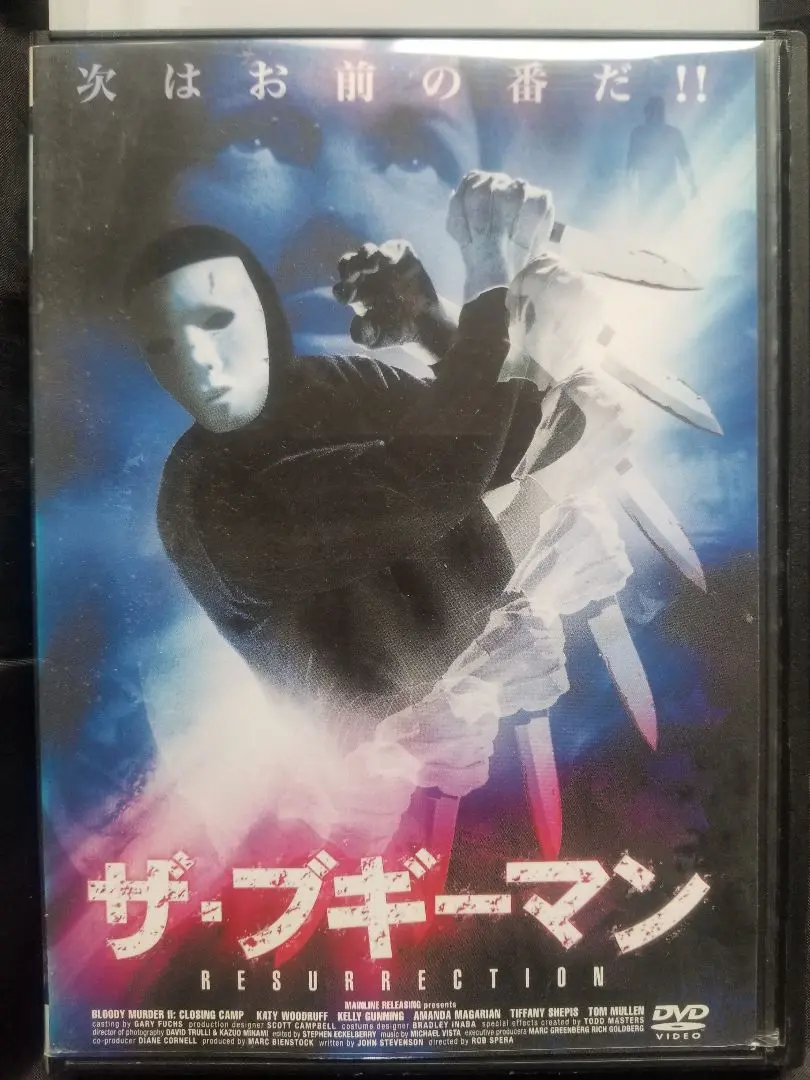 次はお前の番だ!!
ザ・ブギーマン
RESURRECTION
MAINLINE RELEASING presents
BLOODY MURDER II: CLOSING CAMP KATY WOODRUFF KELLY GUNNING AMANDA MAGARIAN TIFFANY SHEPIS TOM MULLEN
casting by GARY FUCHS production designer SCOTT CAMPBELL costume designer BRADLEY INABA special effects created by TODD MASTERS
director of photography DAVID TRULLI & KAZUO MINAMI edited by STEPHEN ECKELBERRY music by MICHAEL VISTA executive producers MARC GREENBERG RICH GOLDBERG
co-producer DIANE CORNELL produced by MARC BIENSTOCK written by JOHN STEVENSON directed by ROB SPERA
DVD
VIDEO